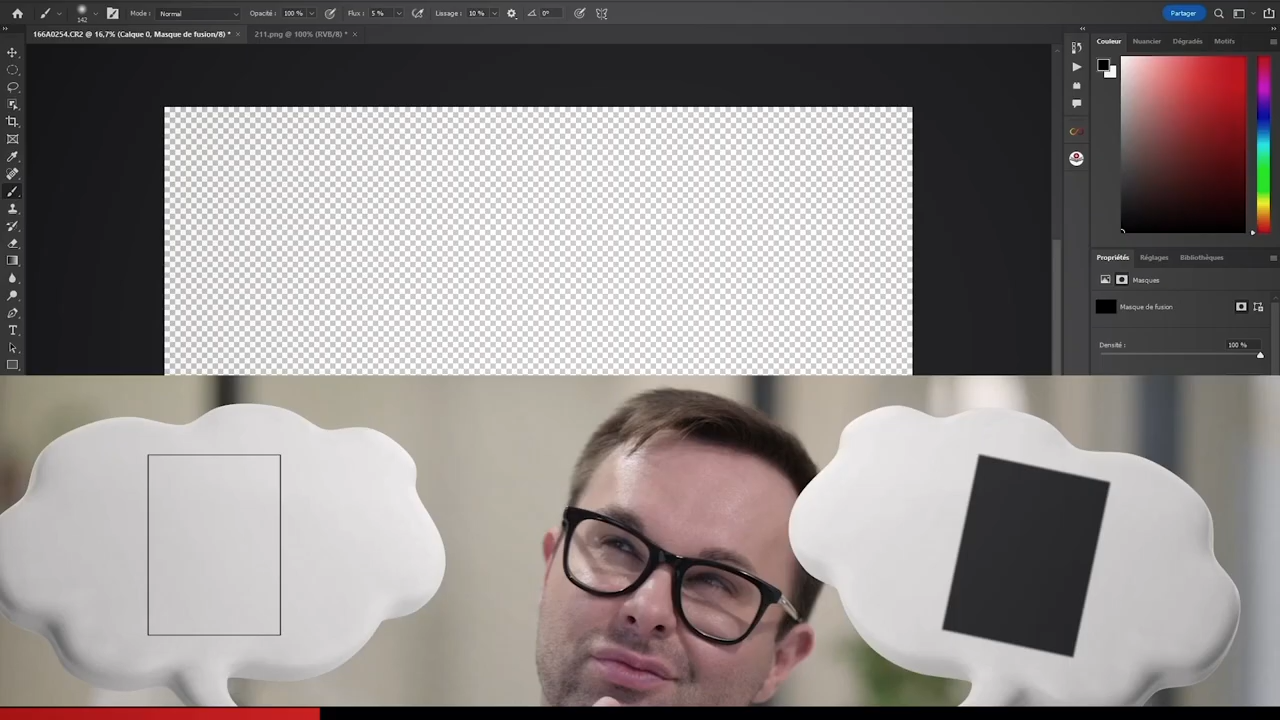 142 Mode : Normal Opacité : 100 % Flux : 5 % Lissage : 10 % 0° Partager
166A0254.CR2 @ 16,7% (Calque 0, Masque de fusion/8) * × 211.png @ 100% (RVB/8) * ×
Couleur Nuancier Dégradés Motifs
Propriétés Réglages Bibliothèques
Masques
Masque de fusion
Densité : 100 %